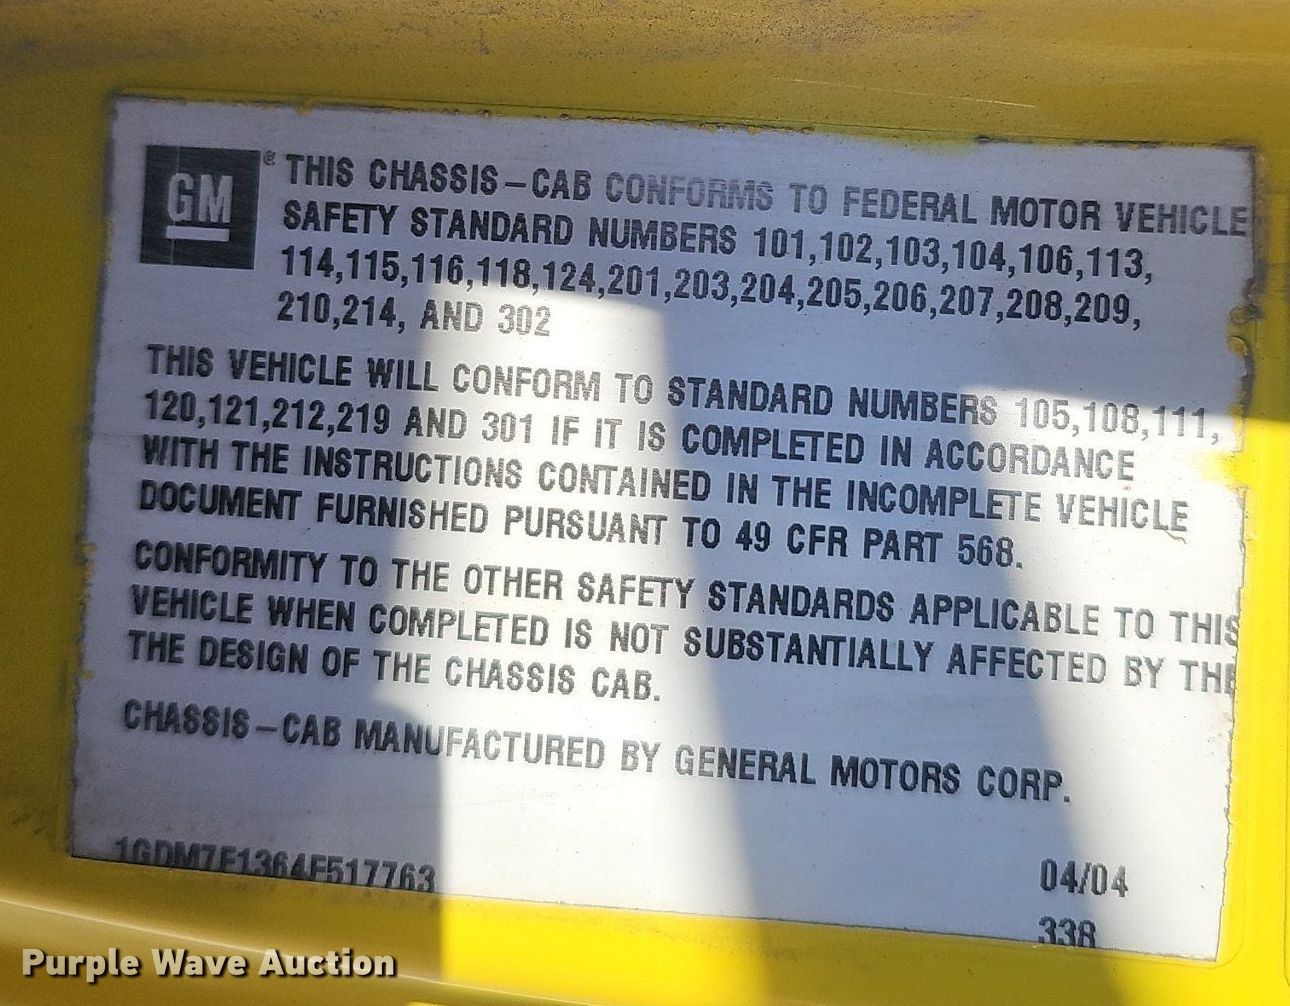 GM ® THIS CHASSIS-CAB CONFORMS TO FEDERAL MOTOR VEHICLE
SAFETY STANDARD NUMBERS 101,102,103,104,106,113,
114,115,116,118,124,201,203,204,205,206,207,208,209,
210,214, AND 302
THIS VEHICLE WILL CONFORM TO STANDARD NUMBERS 105,108,111,
120,121,212,219 AND 301 IF IT IS COMPLETED IN ACCORDANCE
WITH THE INSTRUCTIONS CONTAINED IN THE INCOMPLETE VEHICLE
DOCUMENT FURNISHED PURSUANT TO 49 CFR PART 568.
CONFORMITY TO THE OTHER SAFETY STANDARDS APPLICABLE TO THIS
VEHICLE WHEN COMPLETED IS NOT SUBSTANTIALLY AFFECTED BY THE
THE DESIGN OF THE CHASSIS CAB.
CHASSIS-CAB MANUFACTURED BY GENERAL MOTORS CORP.
1GDM7F1364F517763 04/04
338
Purple Wave Auction